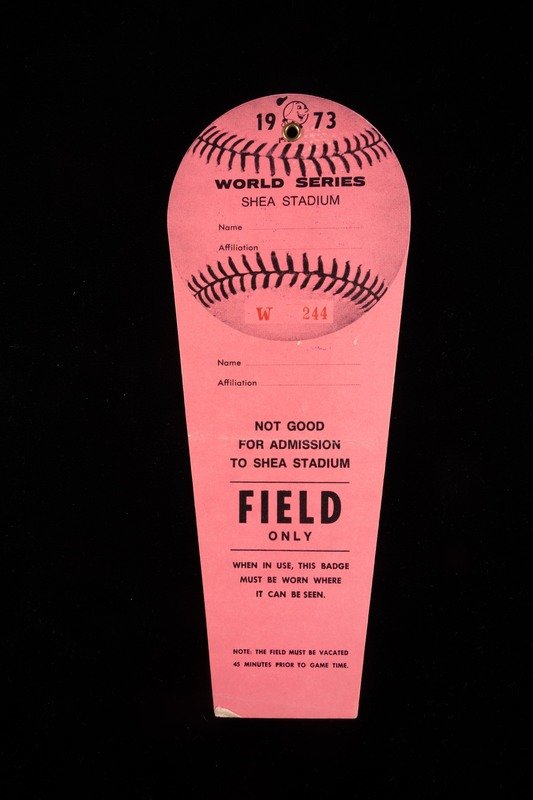 1973
WORLD SERIES
SHEA STADIUM
Name
Affiliation
W 244
Name
Affiliation
NOT GOOD
FOR ADMISSION
TO SHEA STADIUM
FIELD
ONLY
WHEN IN USE, THIS BADGE
MUST BE WORN WHERE
IT CAN BE SEEN.
NOTE: THE FIELD MUST BE VACATED
45 MINUTES PRIOR TO GAME TIME.